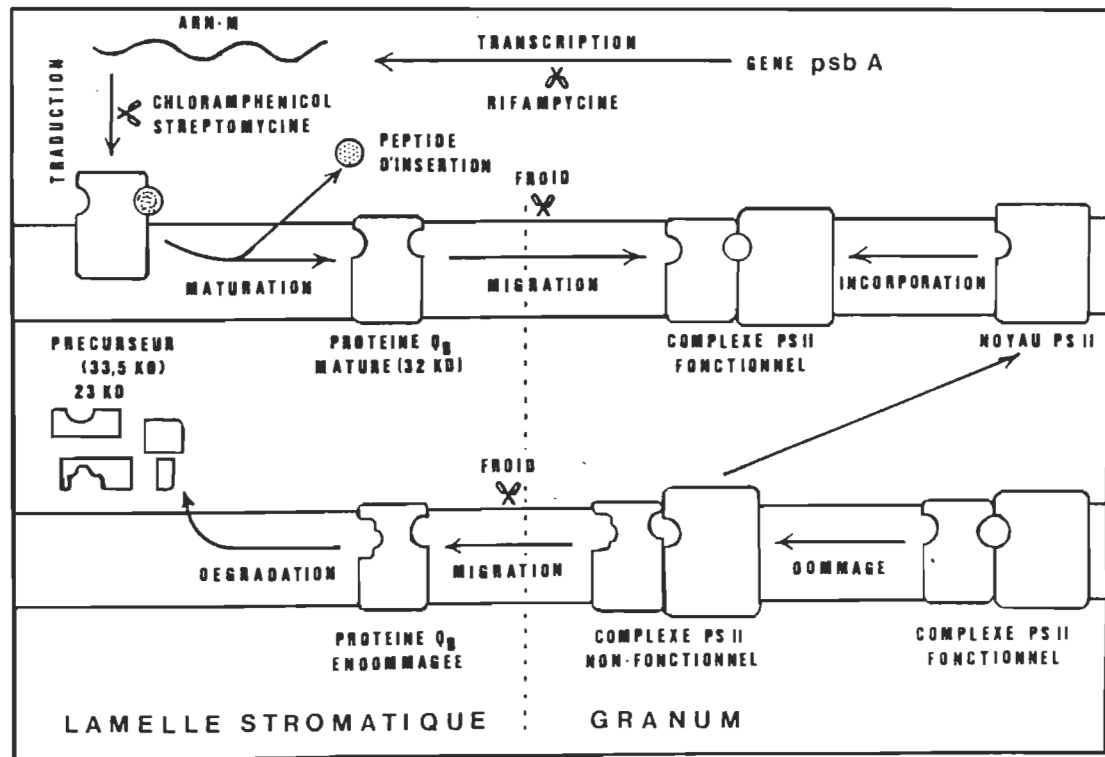 ARN-M
TRANSCRIPTION
GENE psb A
RIFAMPYCINE
TRADUCTION
CHLORAMPHENICOL
STREPTOMYCINE
PEPTIDE
D'INSERTION
FROID
MATURATION
MIGRATION
INCORPORATION
PRECURSEUR
(33,5 KD)
23 KD
PROTEINE QB
MATURE (32 KD)
COMPLEXE PS II
FONCTIONNEL
NOYAU PS II
FROID
DEGRADATION
MIGRATION
DOMMAGE
PROTEINE QB
ENDOMMAGEE
COMPLEXE PS II
NON-FONCTIONNEL
COMPLEXE PS II
FONCTIONNEL
LAMELLE STROMATIQUE
GRANUM